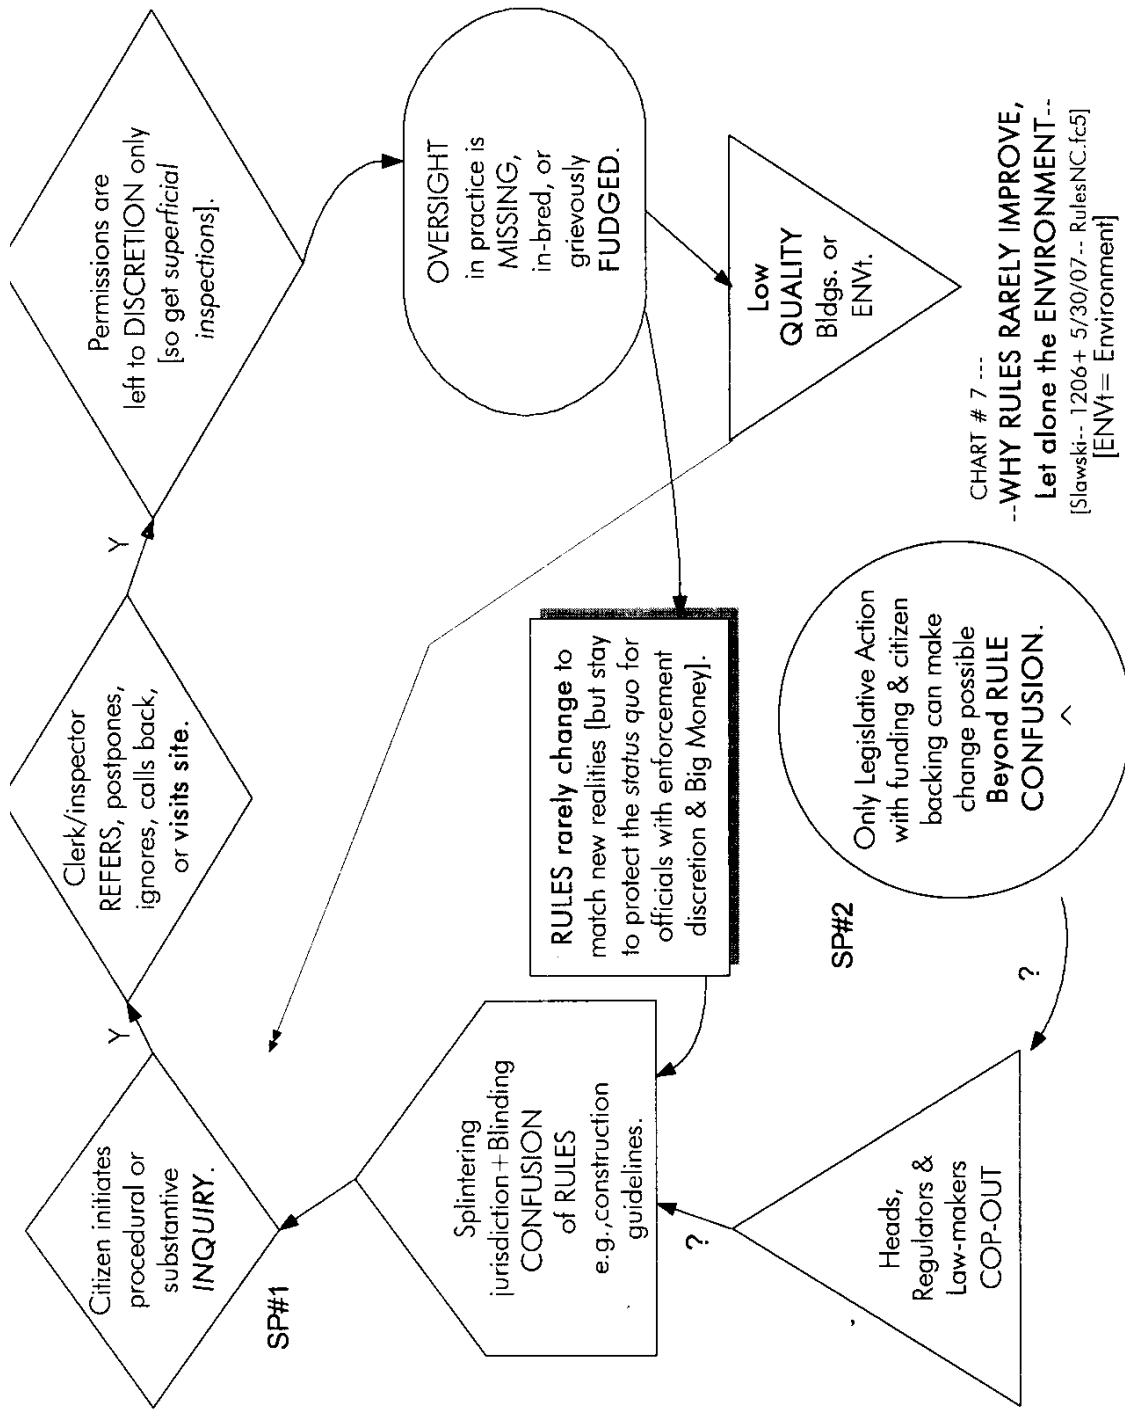 Citizen initiates
procedural or
substantive
INQUIRY.
SP#1
Y
Clerk/inspector
REFERS, postpones,
ignores, calls back,
or visits site.
Y
Permissions are
left to DISCRETION only
[so get superficial
inspections].
OVERSIGHT
in practice is
MISSING,
in-bred, or
grievously
FUDGED.
Low
QUALITY
Bldgs. or
ENVt.
RULES rarely change to
match new realities [but stay
to protect the status quo for
officials with enforcement
discretion & Big Money].
Splintering
jurisdiction+Blinding
CONFUSION
of RULES
e.g.,construction
guidelines.
?
Heads,
Regulators &
Law-makers
COP-OUT
?
SP#2
Only Legislative Action
with funding & citizen
backing can make
change possible
Beyond RULE
CONFUSION.
^
CHART # 7 ---
--WHY RULES RARELY IMPROVE,
Let alone the ENVIRONMENT--
[Slawski-- 1206+ 5/30/07-- RulesNC.fc5]
[ENVt= Environment]